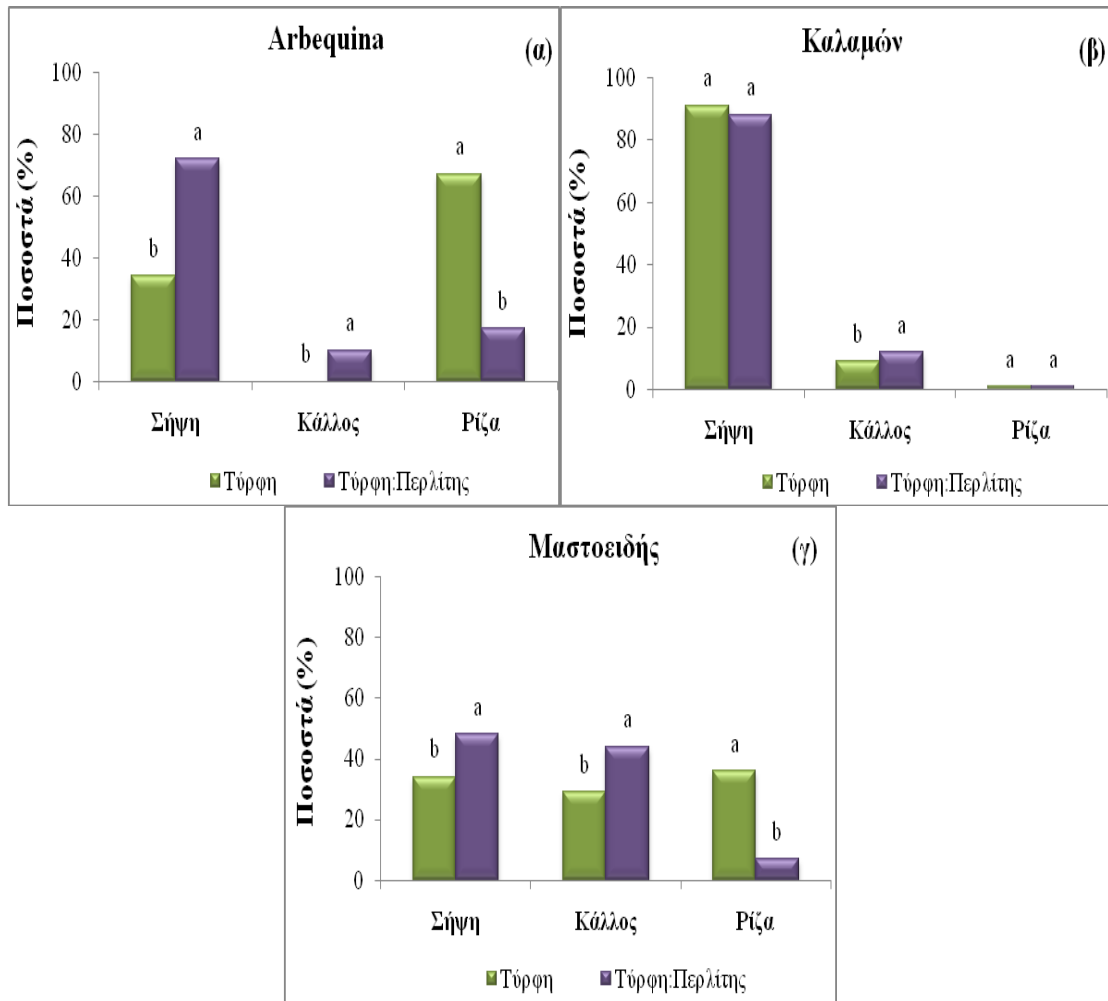 Arbequina
(α)
Ποσοστά (%)
100
80
60
40
20
0
b
a
b
a
a
b
Σήψη Κάλλος Ρίζα
Τύρφη Τύρφη:Περλίτης
Καλαμών
(β)
Ποσοστά (%)
100
80
60
40
20
0
a
a
b
a
a
a
Σήψη Κάλλος Ρίζα
Τύρφη Τύρφη:Περλίτης
Μαστοειδής
(γ)
Ποσοστά (%)
100
80
60
40
20
0
b
a
b
a
a
b
Σήψη Κάλλος Ρίζα
Τύρφη Τύρφη:Περλίτης